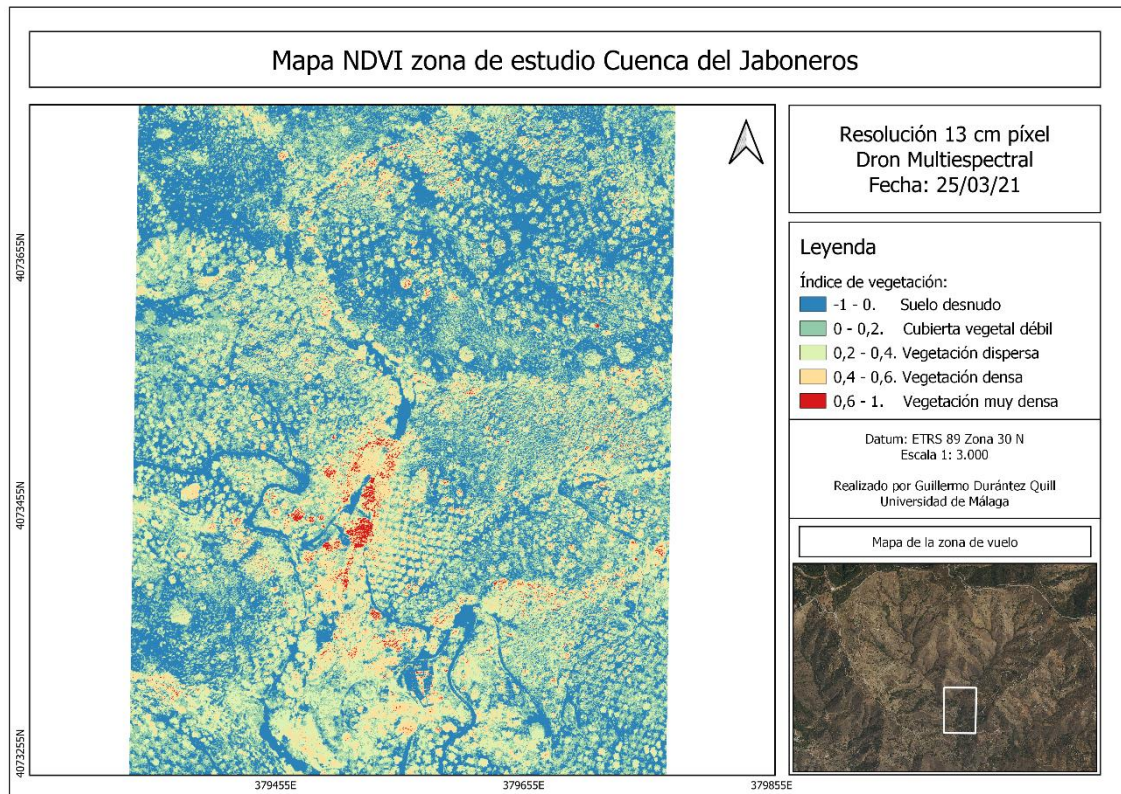 Mapa NDVI zona de estudio Cuenca del Jaboneros
Resolución 13 cm píxel
Dron Multiespectral
Fecha: 25/03/21
Leyenda
Índice de vegetación:
-1 - 0. Suelo desnudo
0 - 0,2. Cubierta vegetal débil
0,2 - 0,4. Vegetación dispersa
0,4 - 0,6. Vegetación densa
0,6 - 1. Vegetación muy densa
Datum: ETRS 89 Zona 30 N
Escala 1: 3.000
Realizado por Guillermo Durántez Quill
Universidad de Málaga
Mapa de la zona de vuelo
4073655N
4073455N
4073255N
379455E
379655E
379855E